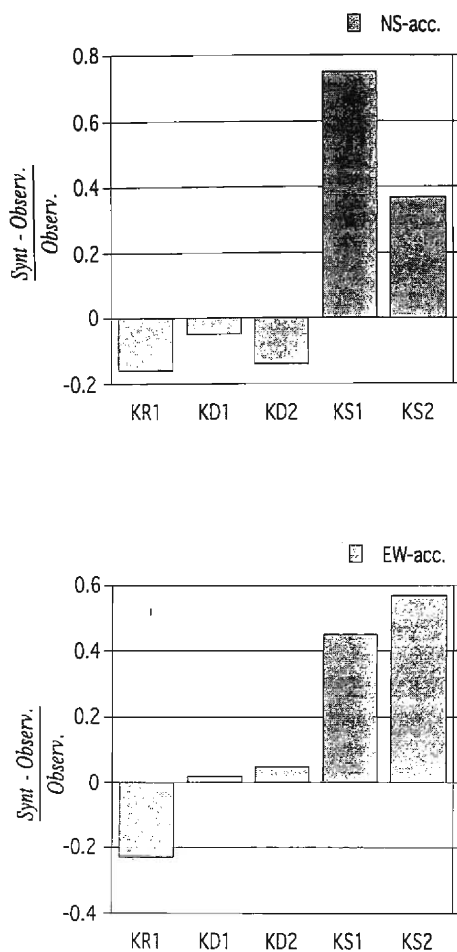 NS-acc.
0.8
0.6
0.4
0.2
0
-0.2
Synt - Observ.
Observ.
KR1 KD1 KD2 KS1 KS2
EW-acc.
0.6
0.4
0.2
0
-0.2
-0.4
Synt - Observ.
Observ.
KR1 KD1 KD2 KS1 KS2